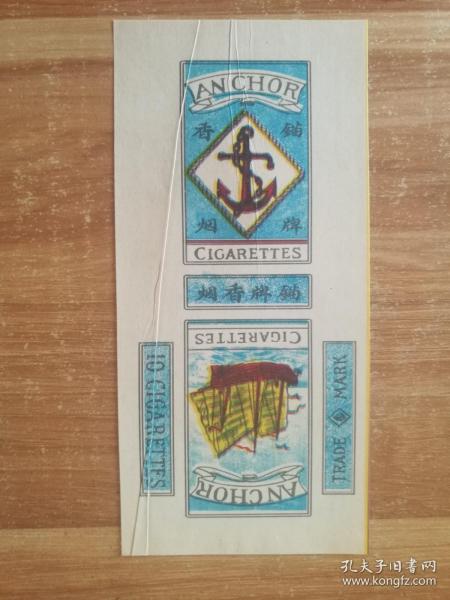 ANCHOR
錨牌
香烟
CIGARETTES
錨牌香烟
CIGARETTES
ANCHOR
10 CIGARETTES
TRADE MARK
孔夫子旧书网
www.kongfz.com